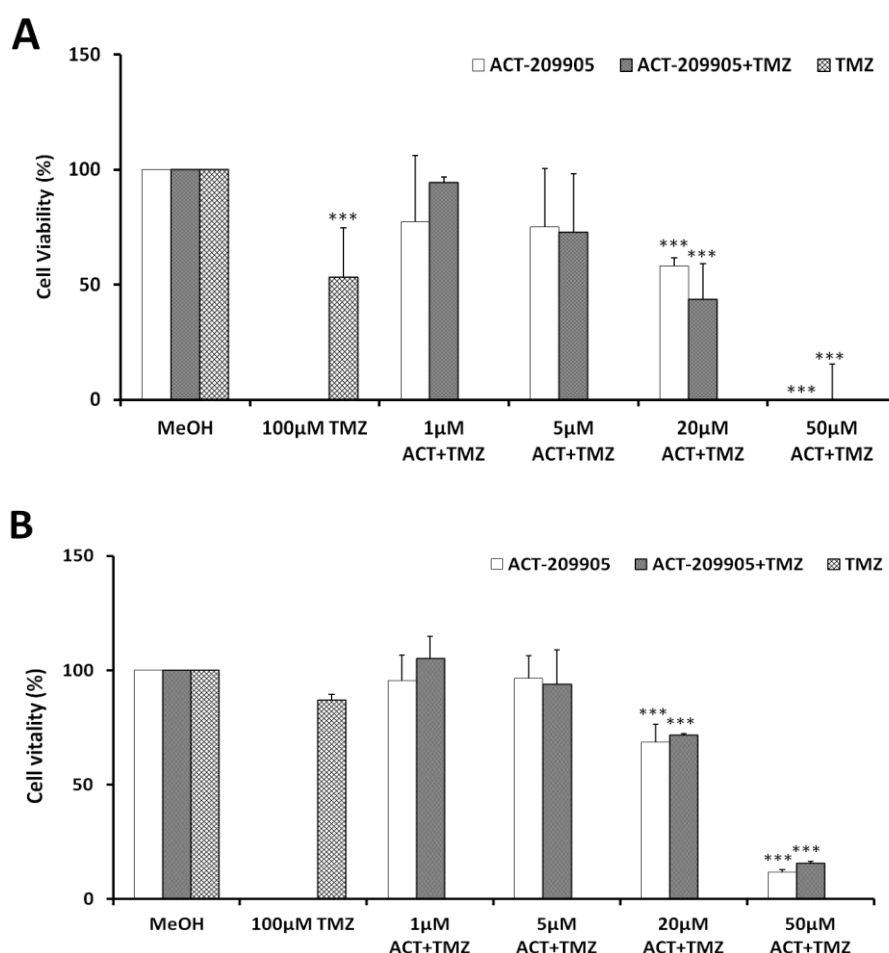 A
150
ACT-209905 ACT-209905+TMZ TMZ
Cell Viability (%)
100
***
50
*** ***
0
*** ***
MeOH 100μM TMZ 1μM 5μM 20μM 50μM
ACT+TMZ ACT+TMZ ACT+TMZ ACT+TMZ
B
150
ACT-209905 ACT-209905+TMZ TMZ
Cell vitality (%)
100
*** ***
50
*** ***
0
MeOH 100μM TMZ 1μM 5μM 20μM 50μM
ACT+TMZ ACT+TMZ ACT+TMZ ACT+TMZ